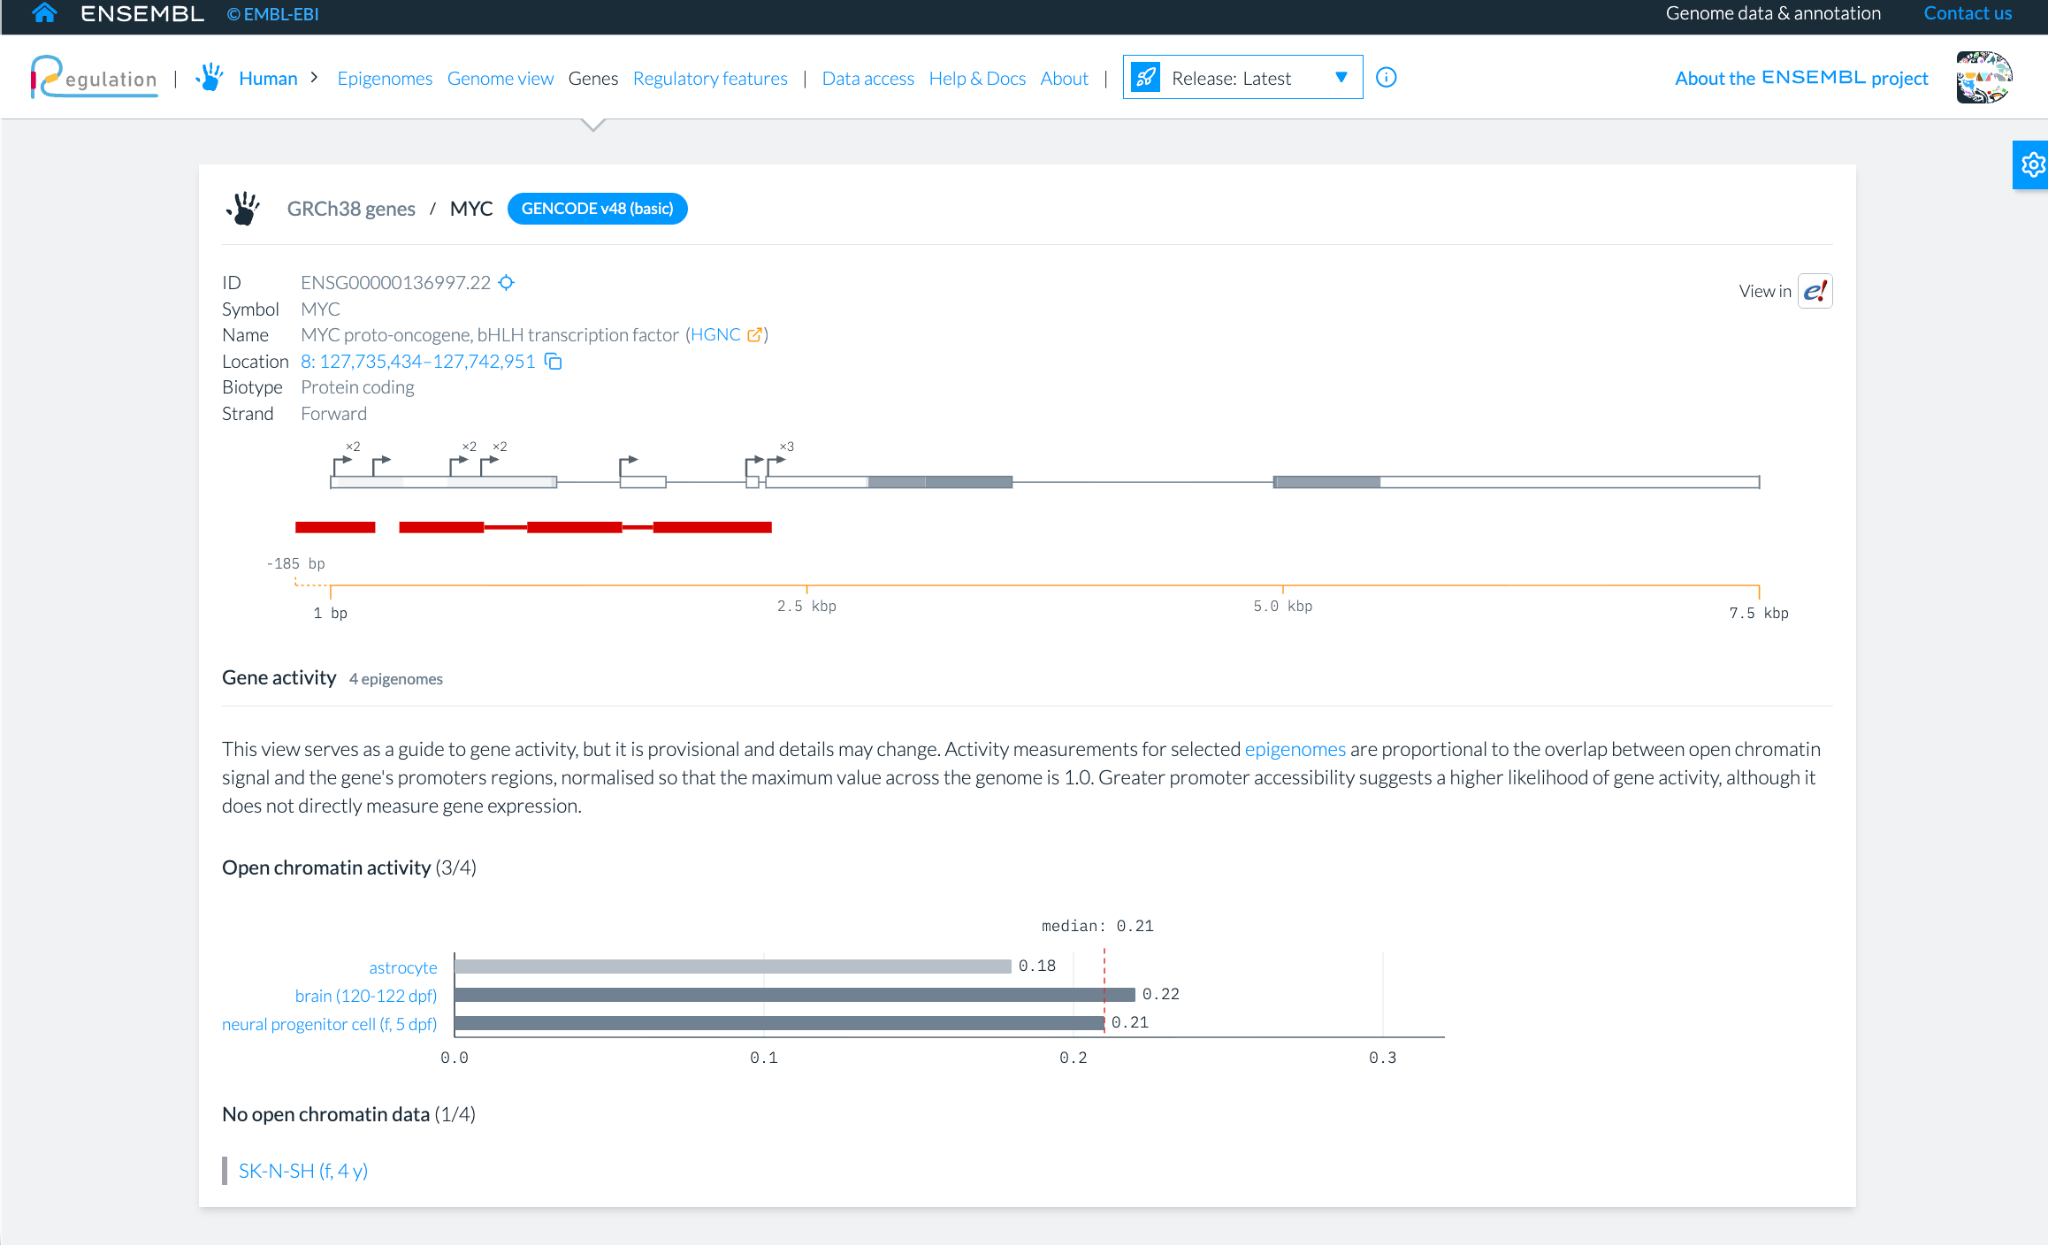 ENSEMBL © EMBL-EBI Genome data & annotation Contact us
Regulation | Human > Epigenomes Genome view Genes Regulatory features | Data access Help & Docs About | Release: Latest About the ENSEMBL project
GRCh38 genes / MYC GENCODE v48 (basic)
ID ENSG00000136997.22 View in e!
Symbol MYC
Name MYC proto-oncogene, bHLH transcription factor (HGNC)
Location 8: 127,735,434–127,742,951
Biotype Protein coding
Strand Forward
×2 ×2 ×2 ×3
-185 bp
1 bp 2.5 kbp 5.0 kbp 7.5 kbp
Gene activity 4 epigenomes
This view serves as a guide to gene activity, but it is provisional and details may change. Activity measurements for selected epigenomes are proportional to the overlap between open chromatin
signal and the gene's promoters regions, normalised so that the maximum value across the genome is 1.0. Greater promoter accessibility suggests a higher likelihood of gene activity, although it
does not directly measure gene expression.
Open chromatin activity (3/4)
median: 0.21
astrocyte 0.18
brain (120-122 dpf) 0.22
neural progenitor cell (f, 5 dpf) 0.21
0.0 0.1 0.2 0.3
No open chromatin data (1/4)
SK-N-SH (f, 4 y)